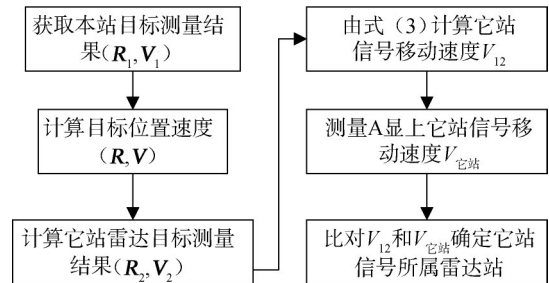 获取本站目标测量结
果(R₁,V₁)
计算目标位置速度
（R,V）
计算它站雷达目标测量
结果(R₂,V₂)
由式（3）计算它站
信号移动速度V₁₂
测量A显上它站信号移
动速度V它站
比对V₁₂和V它站确定它站
信号所属雷达站